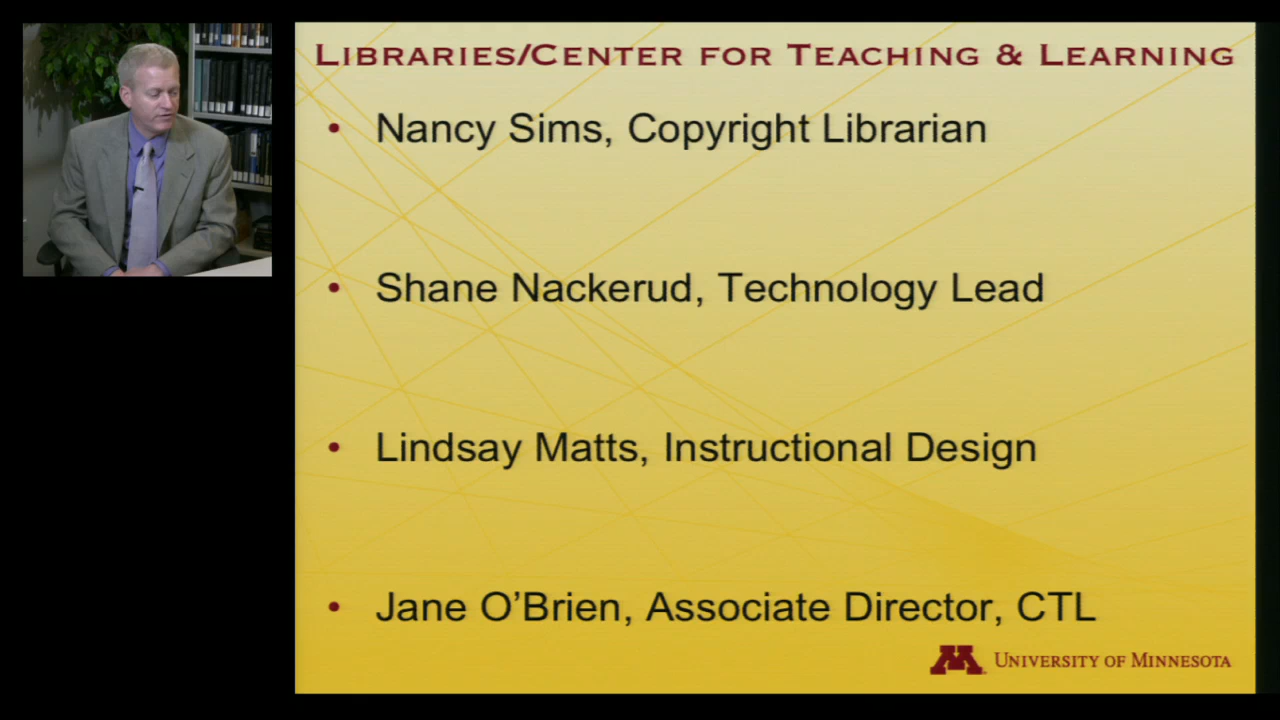 LIBRARIES/CENTER FOR TEACHING & LEARNING
• Nancy Sims, Copyright Librarian
• Shane Nackerud, Technology Lead
• Lindsay Matts, Instructional Design
• Jane O’Brien, Associate Director, CTL
M UNIVERSITY OF MINNESOTA